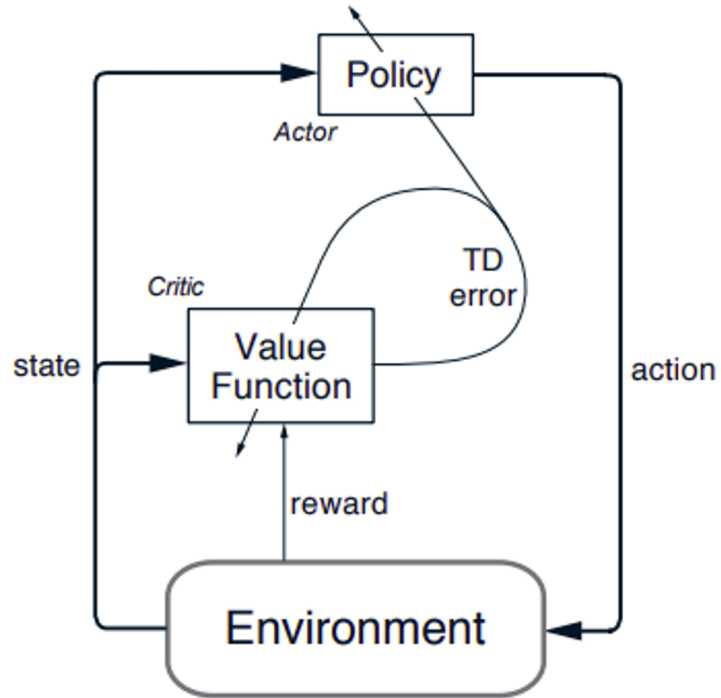 Policy
Actor
TD
error
Critic
Value
Function
state
action
reward
Environment